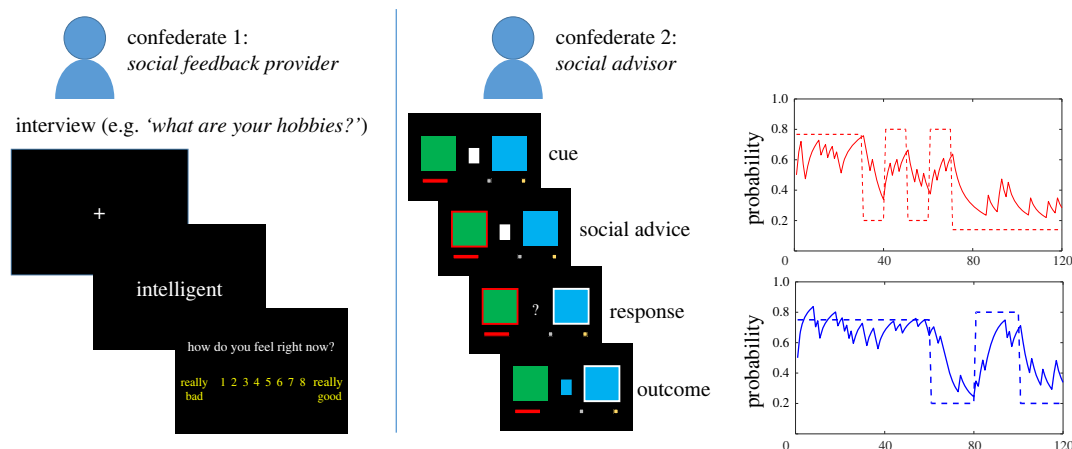 confederate 1:
social feedback provider
interview (e.g. ‘what are your hobbies?’)
+
intelligent
how do you feel right now?
really bad 1 2 3 4 5 6 7 8 really good
confederate 2:
social advisor
cue
social advice
?
response
outcome
probability
1.0
0.8
0.6
0.4
0.2
0 40 80 120
probability
1.0
0.8
0.6
0.4
0.2
0 40 80 120